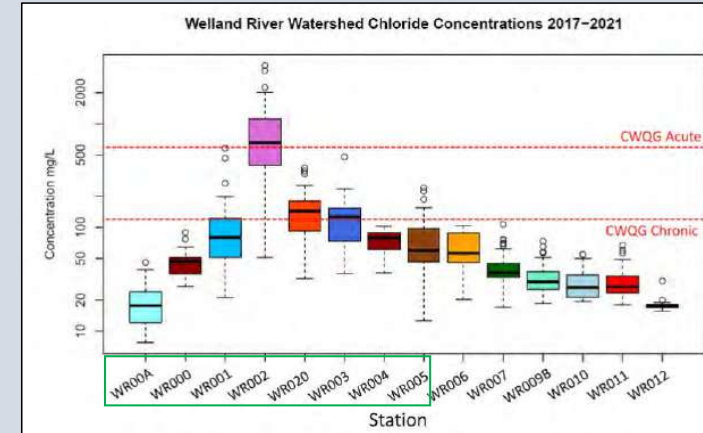 Welland River Watershed Chloride Concentrations 2017−2021
Concentration mg/L
2000
500
100
50
20
10
CWQG Acute
CWQG Chronic
WR00A
WR000
WR001
WR002
WR020
WR003
WR004
WR005
WR006
WR007
WR009B
WR010
WR011
WR012
Station